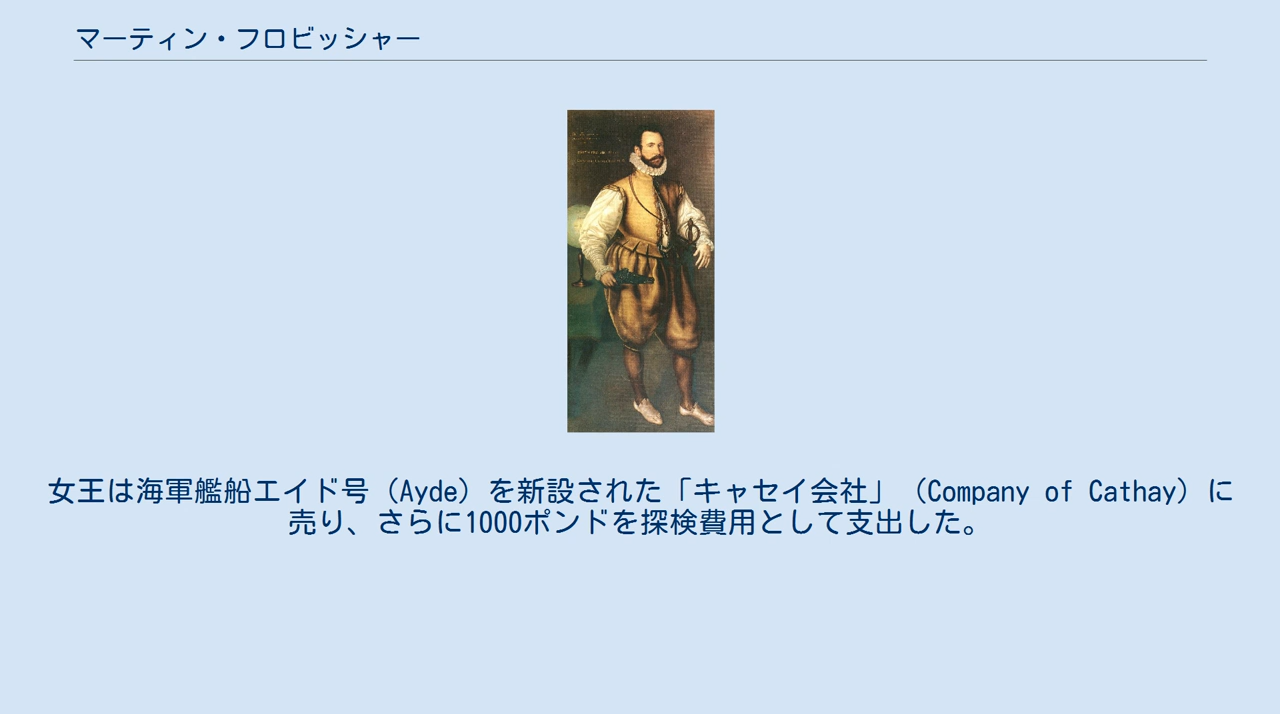 マーティン・フロビッシャー
女王は海軍艦船エイド号（Ayde）を新設された「キャセイ会社」（Company of Cathay）に
売り、さらに1000ポンドを探検費用として支出した。